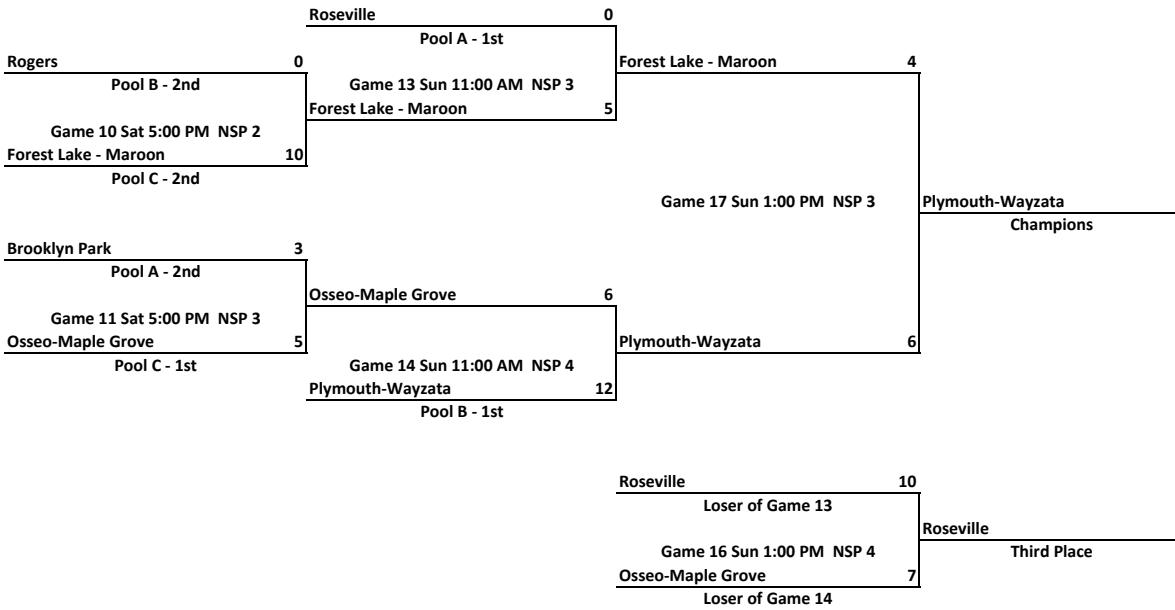 Roseville 0
Pool A - 1st
Rogers 0
Pool B - 2nd
Game 13 Sun 11:00 AM NSP 3
Forest Lake - Maroon 4
Forest Lake - Maroon 5
Game 10 Sat 5:00 PM NSP 2
Forest Lake - Maroon 10
Pool C - 2nd
Game 17 Sun 1:00 PM NSP 3
Plymouth-Wayzata
Champions
Brooklyn Park 3
Pool A - 2nd
Osseo-Maple Grove 6
Game 11 Sat 5:00 PM NSP 3
Osseo-Maple Grove 5
Pool C - 1st
Plymouth-Wayzata 6
Game 14 Sun 11:00 AM NSP 4
Plymouth-Wayzata 12
Pool B - 1st
Roseville 10
Loser of Game 13
Roseville
Third Place
Game 16 Sun 1:00 PM NSP 4
Osseo-Maple Grove 7
Loser of Game 14